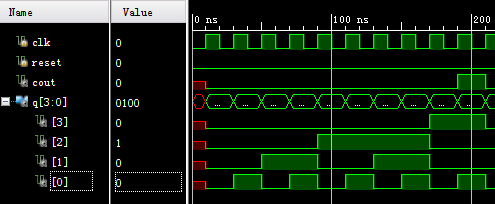 Name Value 0 ns 100 ns 200
clk 0
reset 0
cout 0
q[3:0] 0100 ... ... ... ... ... ... ... ... ... ...
[3] 0
[2] 1
[1] 0
[0] 0